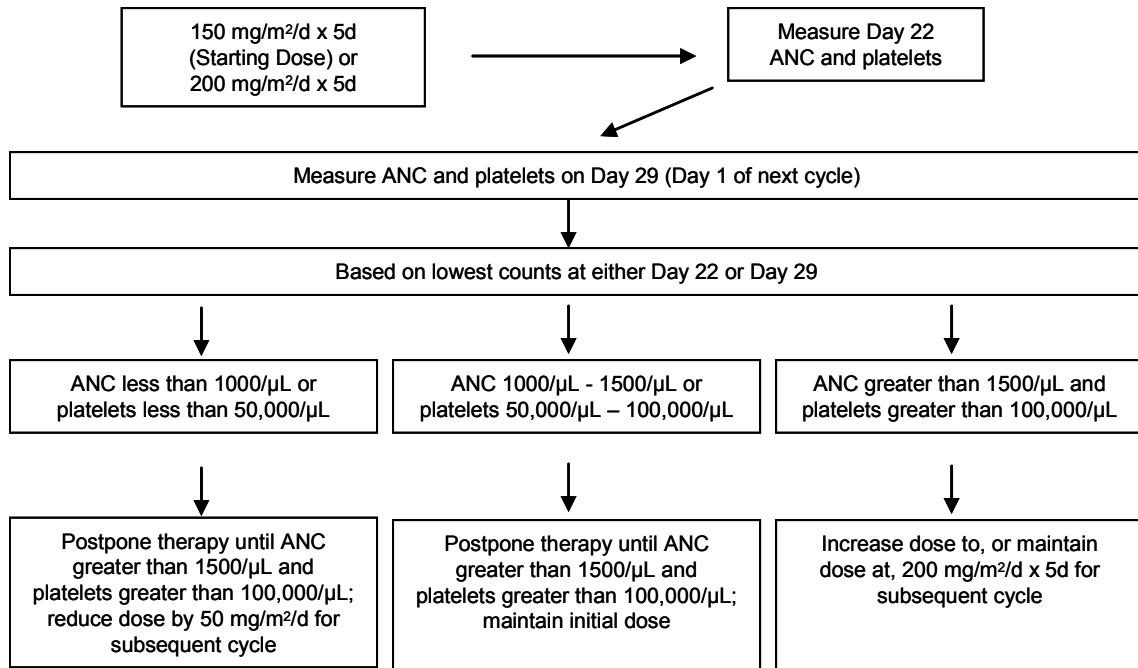 150 mg/m²/d x 5d
(Starting Dose) or
200 mg/m²/d x 5d
Measure Day 22
ANC and platelets
Measure ANC and platelets on Day 29 (Day 1 of next cycle)
Based on lowest counts at either Day 22 or Day 29
ANC less than 1000/µL or
platelets less than 50,000/µL
ANC 1000/µL - 1500/µL or
platelets 50,000/µL – 100,000/µL
ANC greater than 1500/µL and
platelets greater than 100,000/µL
Postpone therapy until ANC
greater than 1500/µL and
platelets greater than 100,000/µL;
reduce dose by 50 mg/m²/d for
subsequent cycle
Postpone therapy until ANC
greater than 1500/µL and
platelets greater than 100,000/µL;
maintain initial dose
Increase dose to, or maintain
dose at, 200 mg/m²/d x 5d for
subsequent cycle